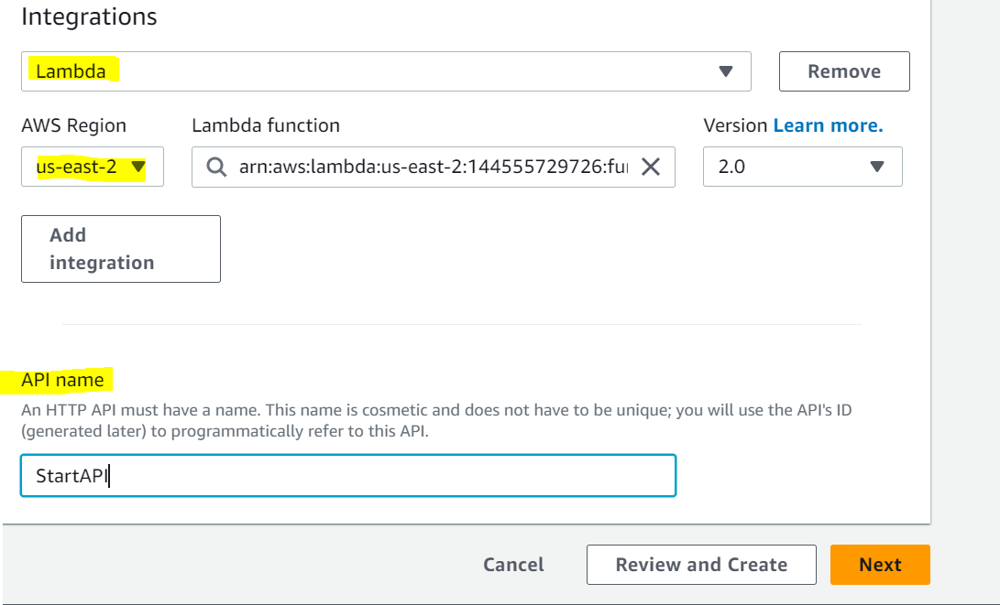 Integrations
Lambda
Remove
AWS Region
Lambda function
Version Learn more.
us-east-2
arn:aws:lambda:us-east-2:144555729726:fu
2.0
Add
integration
API name
An HTTP API must have a name. This name is cosmetic and does not have to be unique; you will use the API's ID
(generated later) to programmatically refer to this API.
StartAPI
Cancel
Review and Create
Next